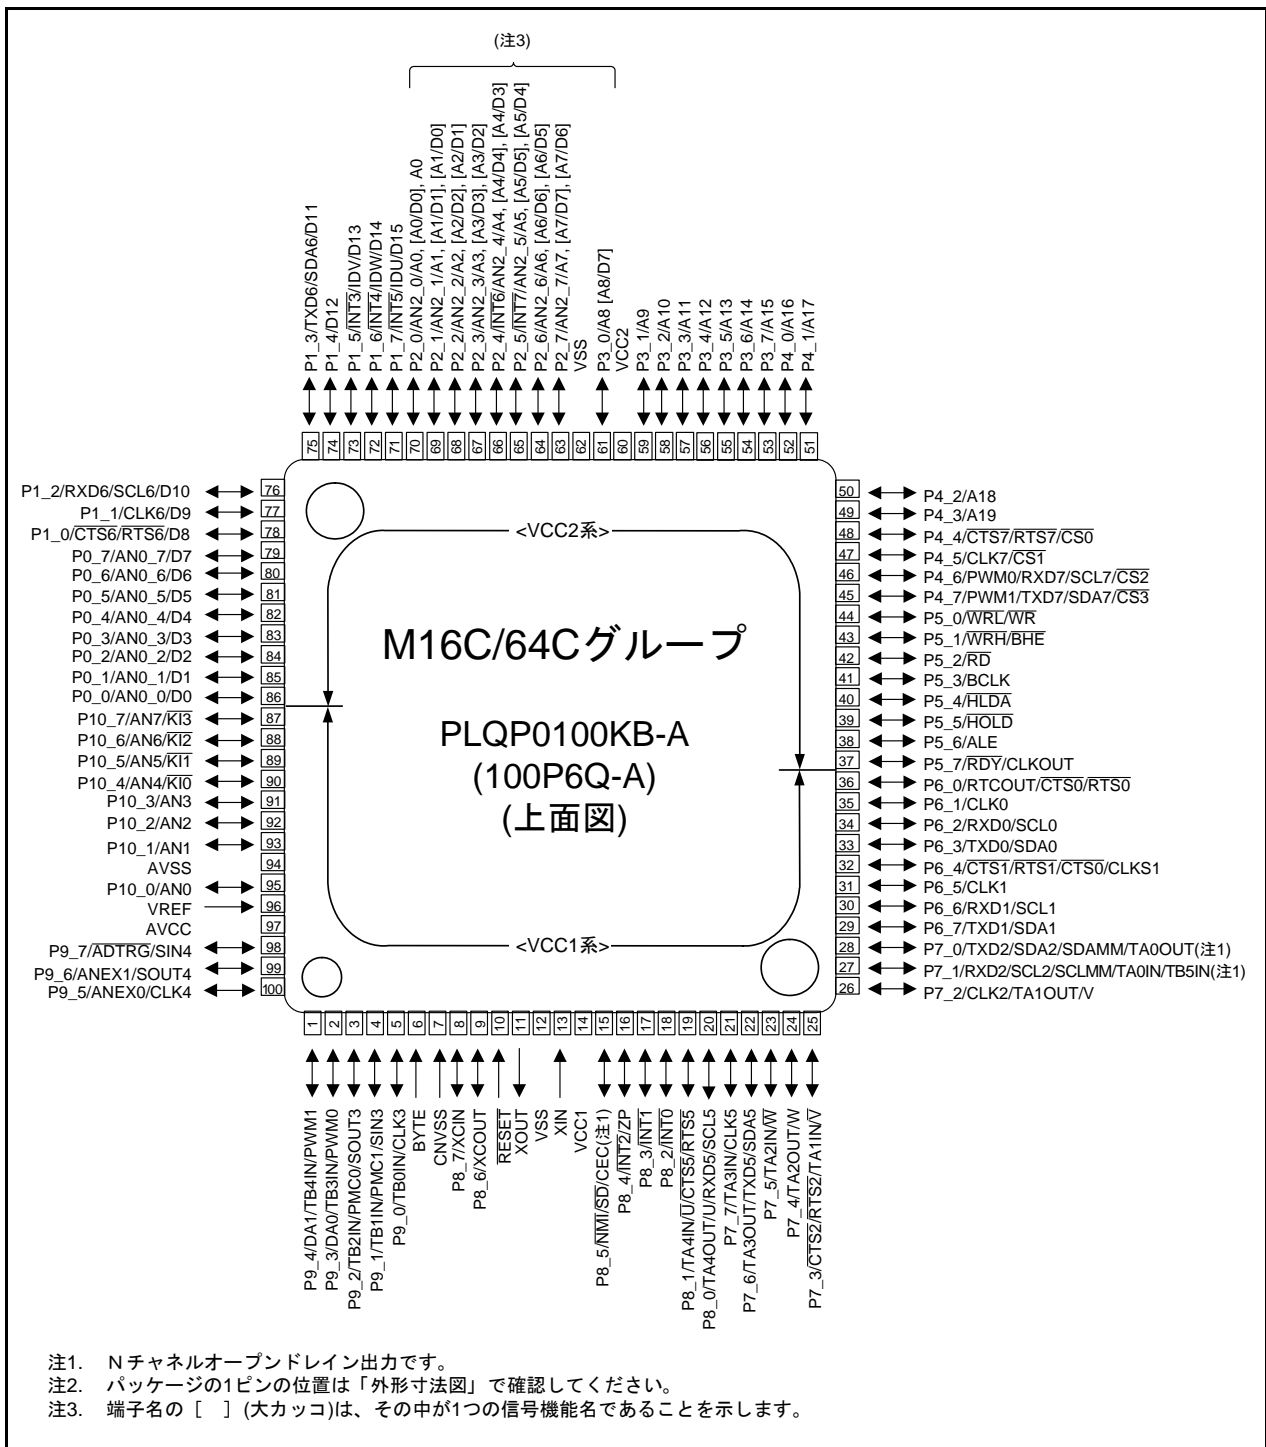 (注3)
P1_3/TXD6/SDA6/D11
P1_4/D12
P1_5/INT3/IDV/D13
P1_6/INT4/IDW/D14
P1_7/INT5/IDU/D15
P2_0/AN2_0/A0, [A0/D0], A0
P2_1/AN2_1/A1, [A1/D1], [A1/D0]
P2_2/AN2_2/A2, [A2/D2], [A2/D1]
P2_3/AN2_3/A3, [A3/D3], [A3/D2]
P2_4/INT6/AN2_4/A4, [A4/D4], [A4/D3]
P2_5/INT7/AN2_5/A5, [A5/D5], [A5/D4]
P2_6/AN2_6/A6, [A6/D6], [A6/D5]
P2_7/AN2_7/A7, [A7/D7], [A7/D6]
VSS
P3_0/A8 [A8/D7]
VCC2
P3_1/A9
P3_2/A10
P3_3/A11
P3_4/A12
P3_5/A13
P3_6/A14
P3_7/A15
P4_0/A16
P4_1/A17
75 74 73 72 71 70 69 68 67 66 65 64 63 62 61 60 59 58 57 56 55 54 53 52 51
P1_2/RXD6/SCL6/D10 76
P1_1/CLK6/D9 77
P1_0/CTS6/RTS6/D8 78
P0_7/AN0_7/D7 79
P0_6/AN0_6/D6 80
P0_5/AN0_5/D5 81
P0_4/AN0_4/D4 82
P0_3/AN0_3/D3 83
P0_2/AN0_2/D2 84
P0_1/AN0_1/D1 85
P0_0/AN0_0/D0 86
P10_7/AN7/KI3 87
P10_6/AN6/KI2 88
P10_5/AN5/KI1 89
P10_4/AN4/KI0 90
P10_3/AN3 91
P10_2/AN2 92
P10_1/AN1 93
AVSS 94
P10_0/AN0 95
VREF 96
AVCC 97
P9_7/ADTRG/SIN4 98
P9_6/ANEX1/SOUT4 99
P9_5/ANEX0/CLK4 100
<VCC2系>
M16C/64Cグループ
PLQP0100KB-A
(100P6Q-A)
(上面図)
<VCC1系>
50 P4_2/A18
49 P4_3/A19
48 P4_4/CTS7/RTS7/CS0
47 P4_5/CLK7/CS1
46 P4_6/PWM0/RXD7/SCL7/CS2
45 P4_7/PWM1/TXD7/SDA7/CS3
44 P5_0/WRL/WR
43 P5_1/WRH/BHE
42 P5_2/RD
41 P5_3/BCLK
40 P5_4/HLDA
39 P5_5/HOLD
38 P5_6/ALE
37 P5_7/RDY/CLKOUT
36 P6_0/RTCOUT/CTS0/RTS0
35 P6_1/CLK0
34 P6_2/RXD0/SCL0
33 P6_3/TXD0/SDA0
32 P6_4/CTS1/RTS1/CTS0/CLKS1
31 P6_5/CLK1
30 P6_6/RXD1/SCL1
29 P6_7/TXD1/SDA1
28 P7_0/TXD2/SDA2/SDAMM/TA0OUT(注1)
27 P7_1/RXD2/SCL2/SCLMM/TA0IN/TB5IN(注1)
26 P7_2/CLK2/TA1OUT/V
1 2 3 4 5 6 7 8 9 10 11 12 13 14 15 16 17 18 19 20 21 22 23 24 25
P9_4/DA1/TB4IN/PWM1
P9_3/DA0/TB3IN/PWM0
P9_2/TB2IN/PMC0/SOUT3
P9_1/TB1IN/PMC1/SIN3
P9_0/TB0IN/CLK3
BYTE
CNVSS
P8_7/XCIN
P8_6/XCOUT
RESET
XOUT
VSS
XIN
VCC1
P8_5/NMI/SD/CEC(注1)
P8_4/INT2/ZP
P8_3/INT1
P8_2/INT0
P8_1/TA4IN/U/CTS5/RTS5
P8_0/TA4OUT/U/RXD5/SCL5
P7_7/TA3IN/CLK5
P7_6/TA3OUT/TXD5/SDA5
P7_5/TA2IN/W
P7_4/TA2OUT/W
P7_3/CTS2/RTS2/TA1IN/V
注1. Nチャネルオープンドレイン出力です。
注2. パッケージの1ピンの位置は「外形寸法図」で確認してください。
注3. 端子名の［　］(大カッコ)は、その中が1つの信号機能名であることを示します。